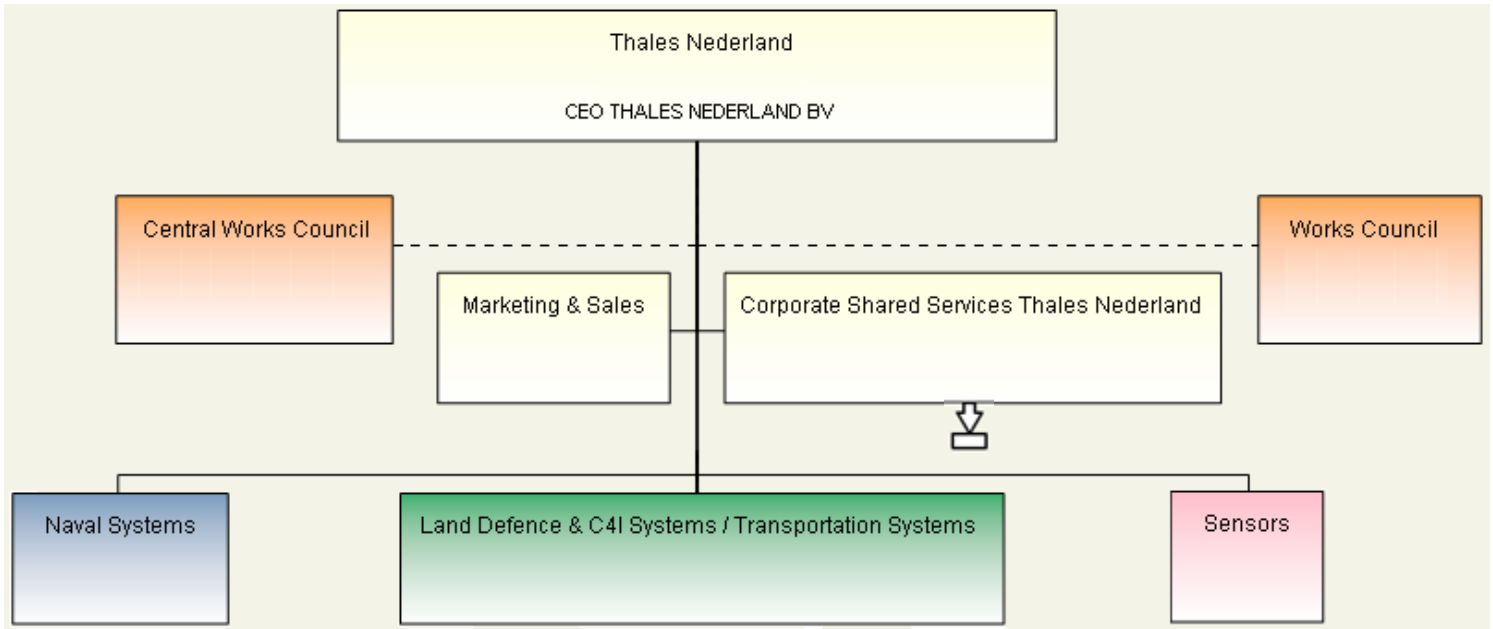 Thales Nederland
CEO THALES NEDERLAND BV
Central Works Council
Works Council
Marketing & Sales
Corporate Shared Services Thales Nederland
Naval Systems
Land Defence & C4I Systems / Transportation Systems
Sensors